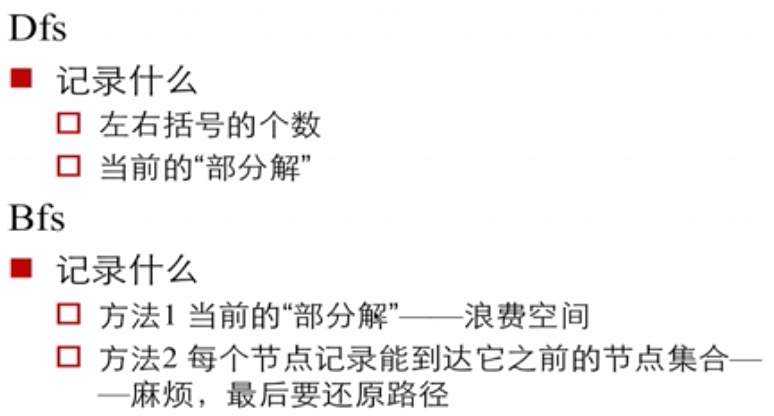 Dfs
记录什么
左右括号的个数
当前的“部分解”
Bfs
记录什么
方法1 当前的“部分解”——浪费空间
方法2 每个节点记录能到达它之前的节点集合—
—麻烦，最后要还原路径